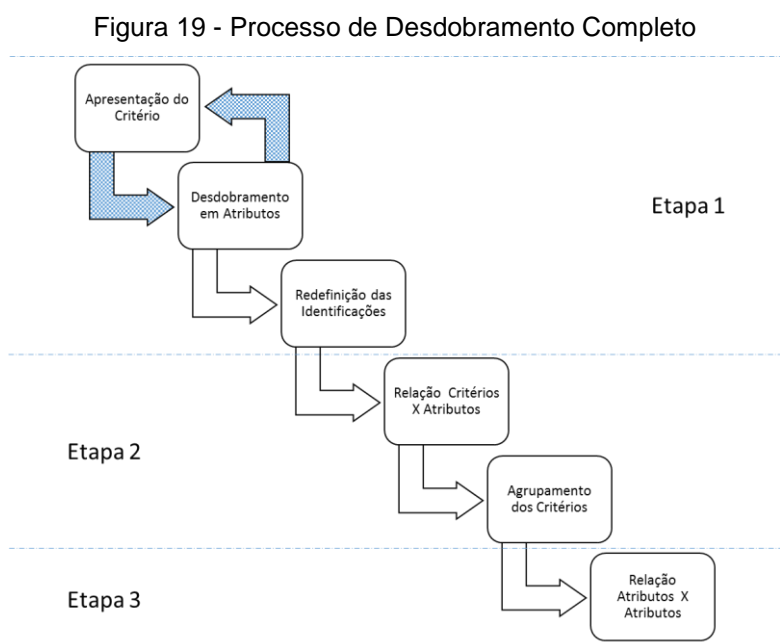 Figura 19 - Processo de Desdobramento Completo
Apresentação do
Critério
Desdobramento
em Atributos
Etapa 1
Redefinição das
Identificações
Relação Critérios
X Atributos
Etapa 2
Agrupamento
dos Critérios
Etapa 3
Relação
Atributos X
Atributos